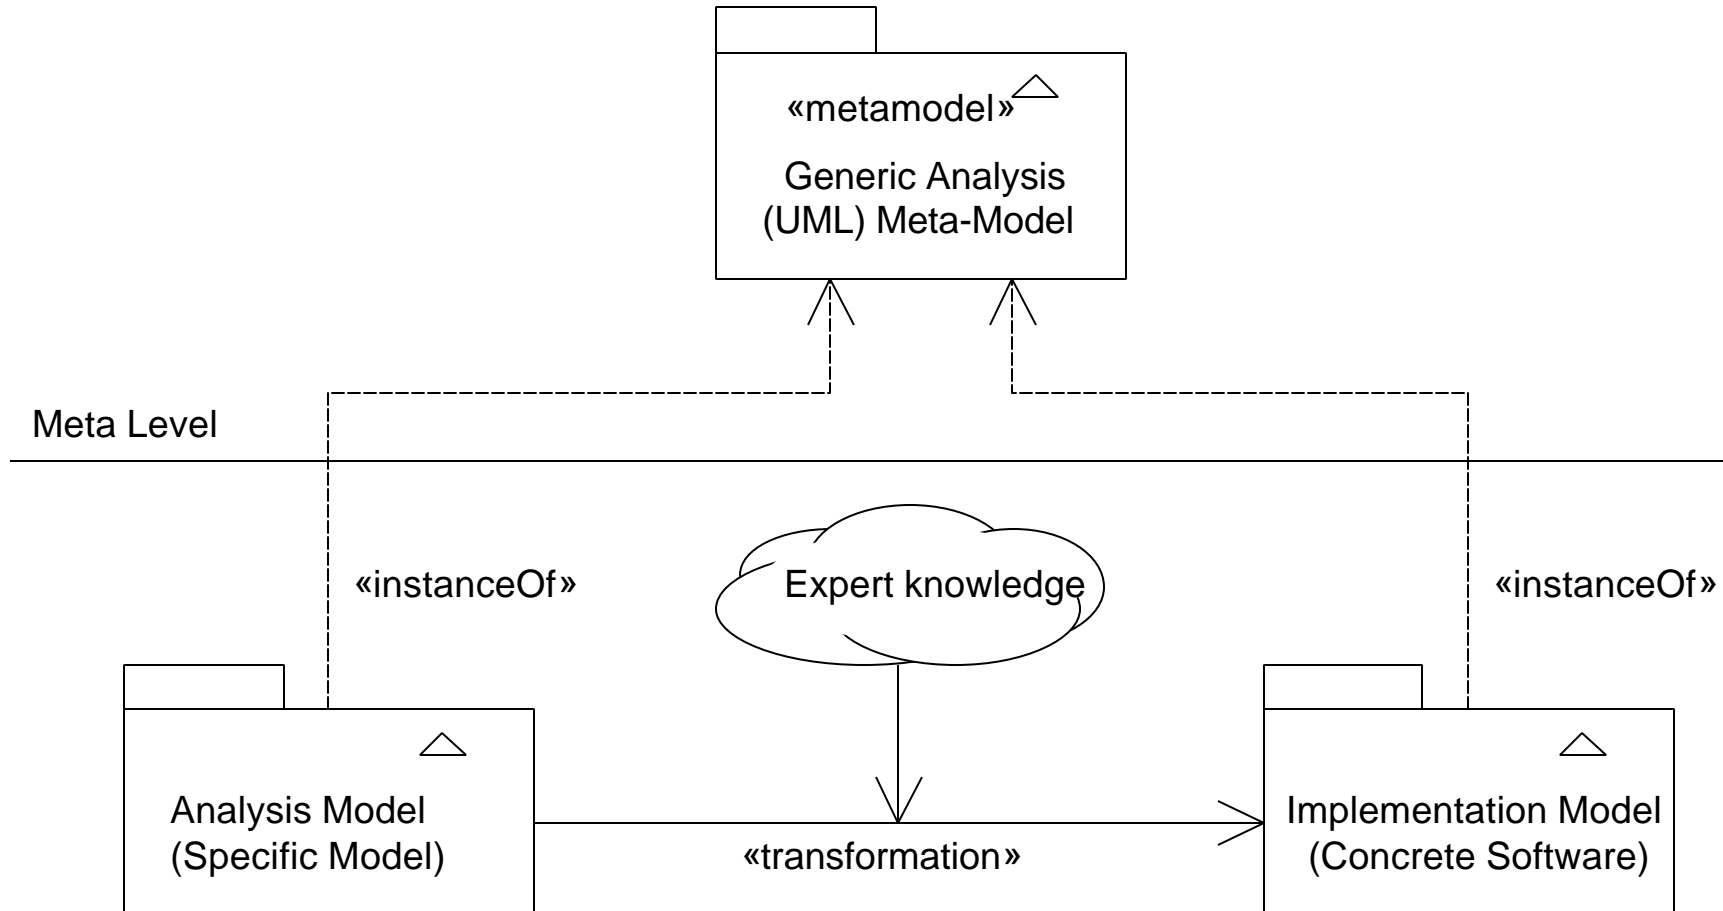 «metamodel»
Generic Analysis
(UML) Meta-Model
Meta Level
«instanceOf»
Expert knowledge
«instanceOf»
Analysis Model
(Specific Model)
«transformation»
Implementation Model
(Concrete Software)